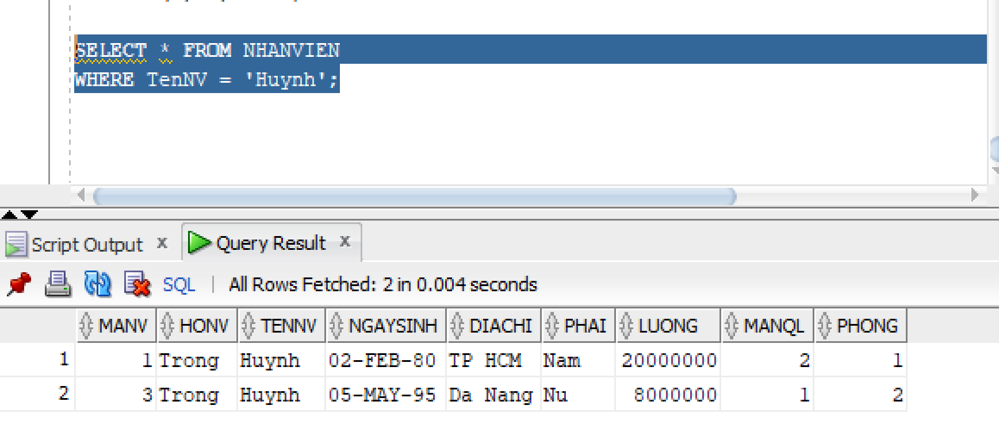 SELECT * FROM NHANVIEN
WHERE TenNV = 'Huynh';
Script Output x Query Result x
SQL | All Rows Fetched: 2 in 0.004 seconds
MANV HONV TENNV NGAYSINH DIACHI PHAI LUONG MANQL PHONG
1 1 Trong Huynh 02-FEB-80 TP HCM Nam 20000000 2 1
2 3 Trong Huynh 05-MAY-95 Da Nang Nu 8000000 1 2